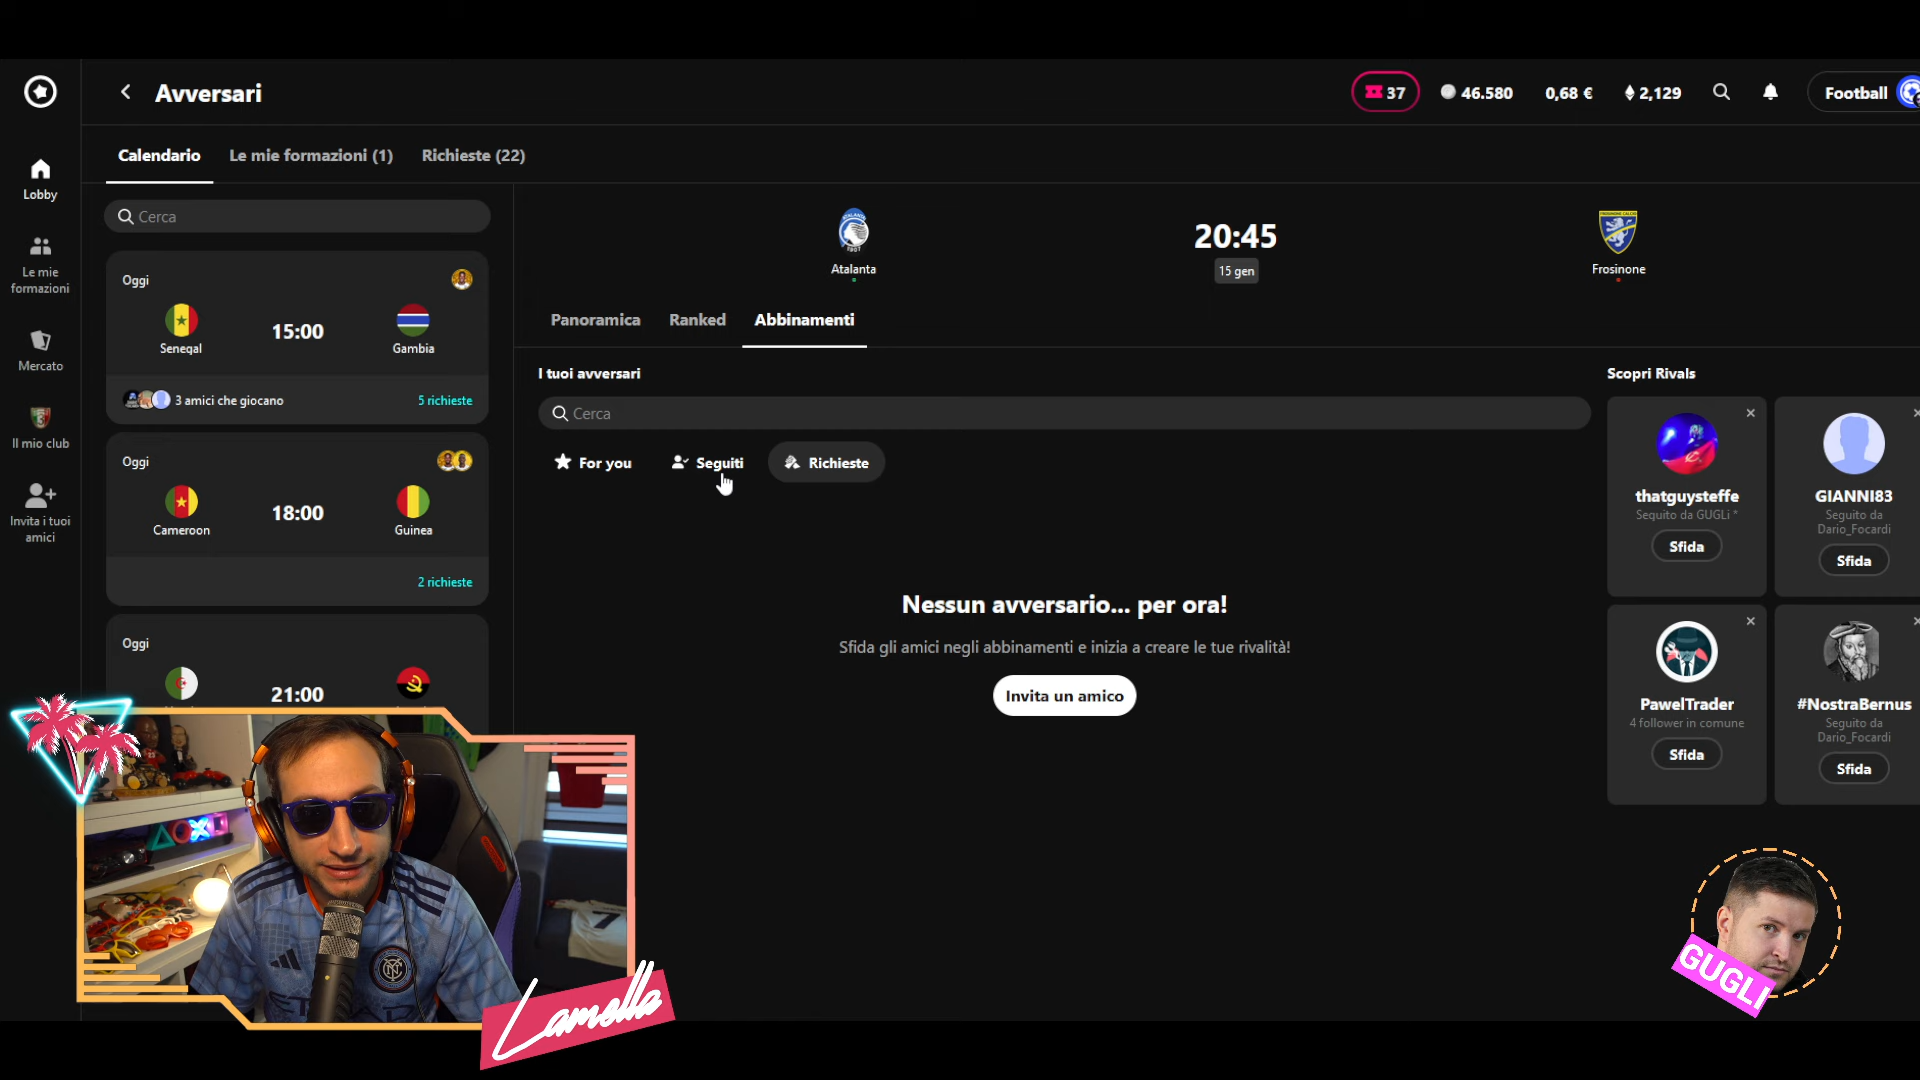 Avversari
37
46.580
0,68 €
2,129
Football
Lobby
Le mie
formazioni
Mercato
Il mio club
Invita i tuoi
amici
Calendario
Le mie formazioni (1)
Richieste (22)
Cerca
Oggi
15:00
Senegal
Gambia
3 amici che giocano
5 richieste
Oggi
18:00
Cameroon
Guinea
2 richieste
Oggi
21:00
Atalanta
20:45
15 gen
Frosinone
Panoramica
Ranked
Abbinamenti
I tuoi avversari
Cerca
For you
Seguiti
Richieste
Nessun avversario... per ora!
Sfida gli amici negli abbinamenti e inizia a creare le tue rivalità!
Invita un amico
Scopri Rivals
thatguysteffe
Seguito da GUGLi *
Sfida
GIANNI83
Seguito da
Dario_Focardi
Sfida
PawelTrader
4 follower in comune
Sfida
#NostraBernus
Seguito da
Dario_Focardi
Sfida
Lamella
GUGLI